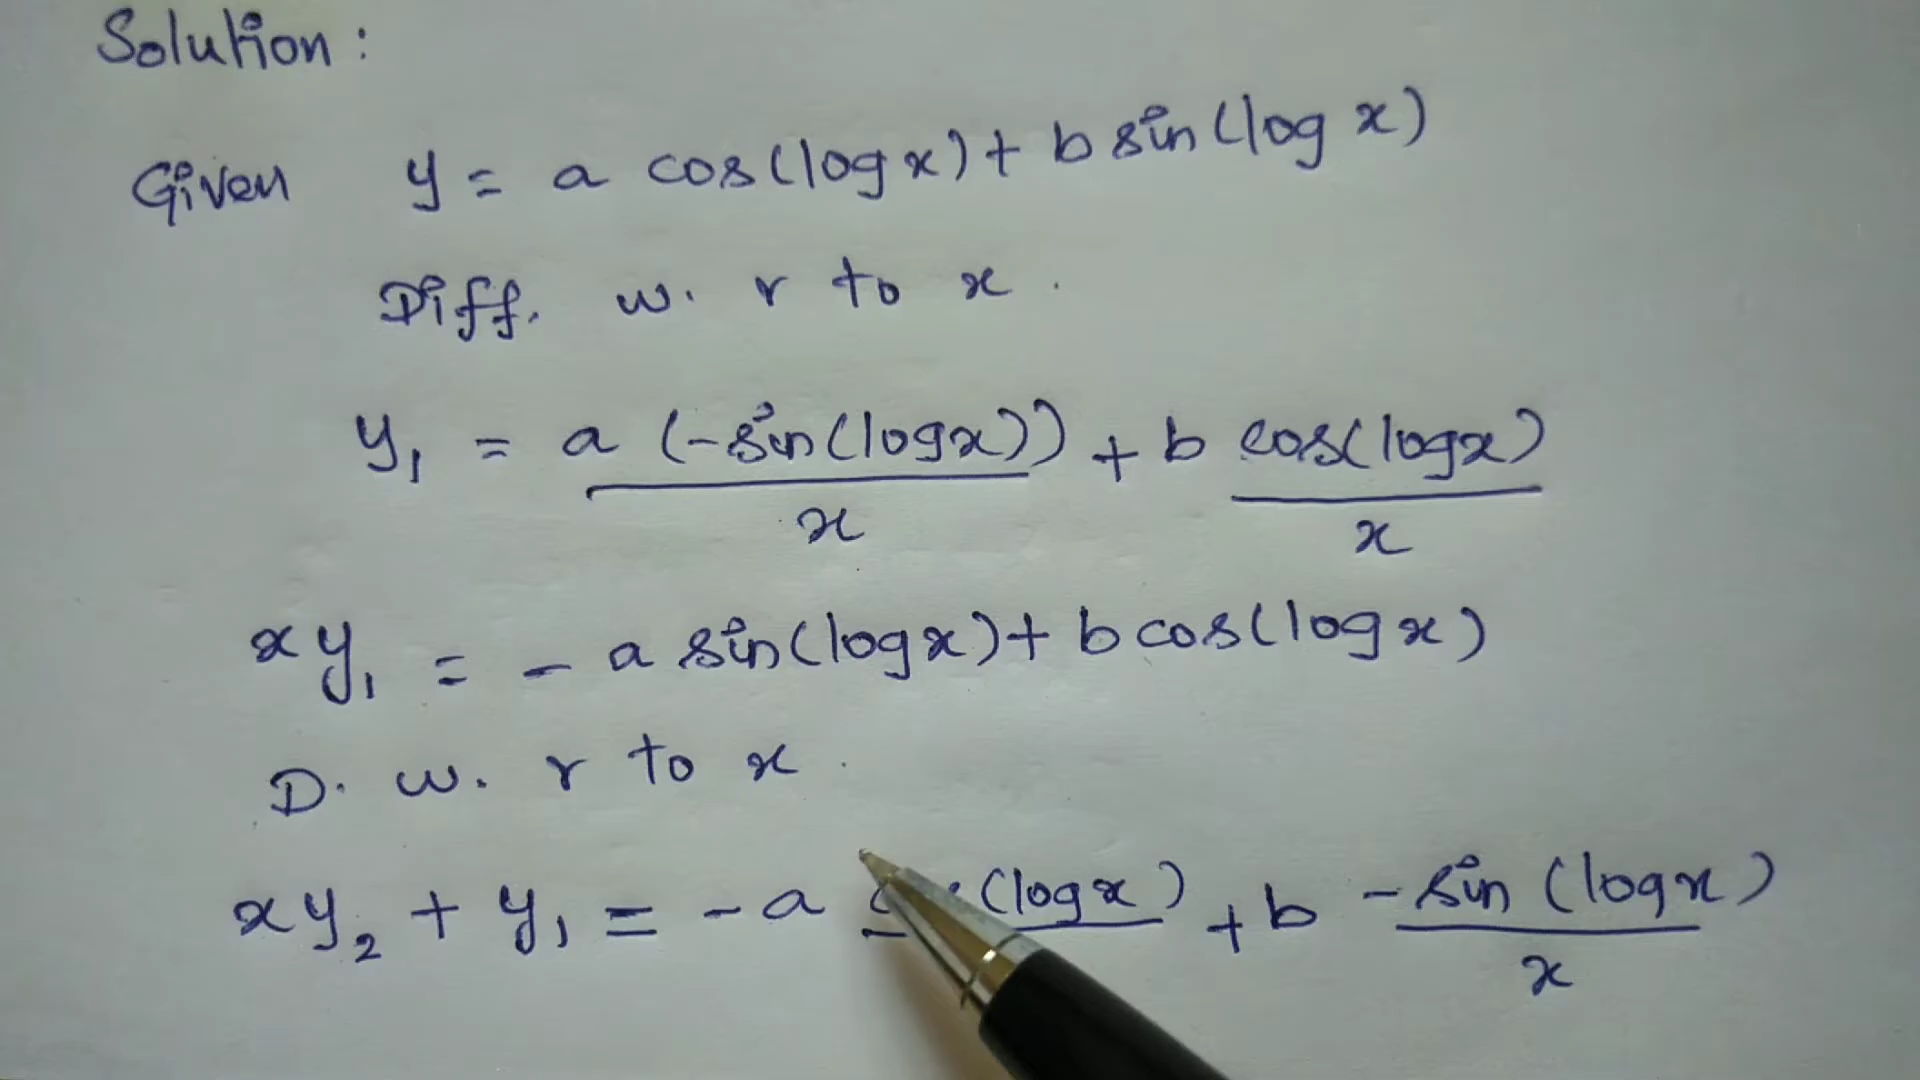 Solution :
Given y = a cos(log x) + b sin(log x)
Diff. w. r to x .
y₁ = a (-sin(log x))/x + b cos(log x)/x
xy₁ = - a sin(log x) + b cos(log x)
D. w. r to x .
xy₂ + y₁ = - a (log x) + b - sin (log x)/x